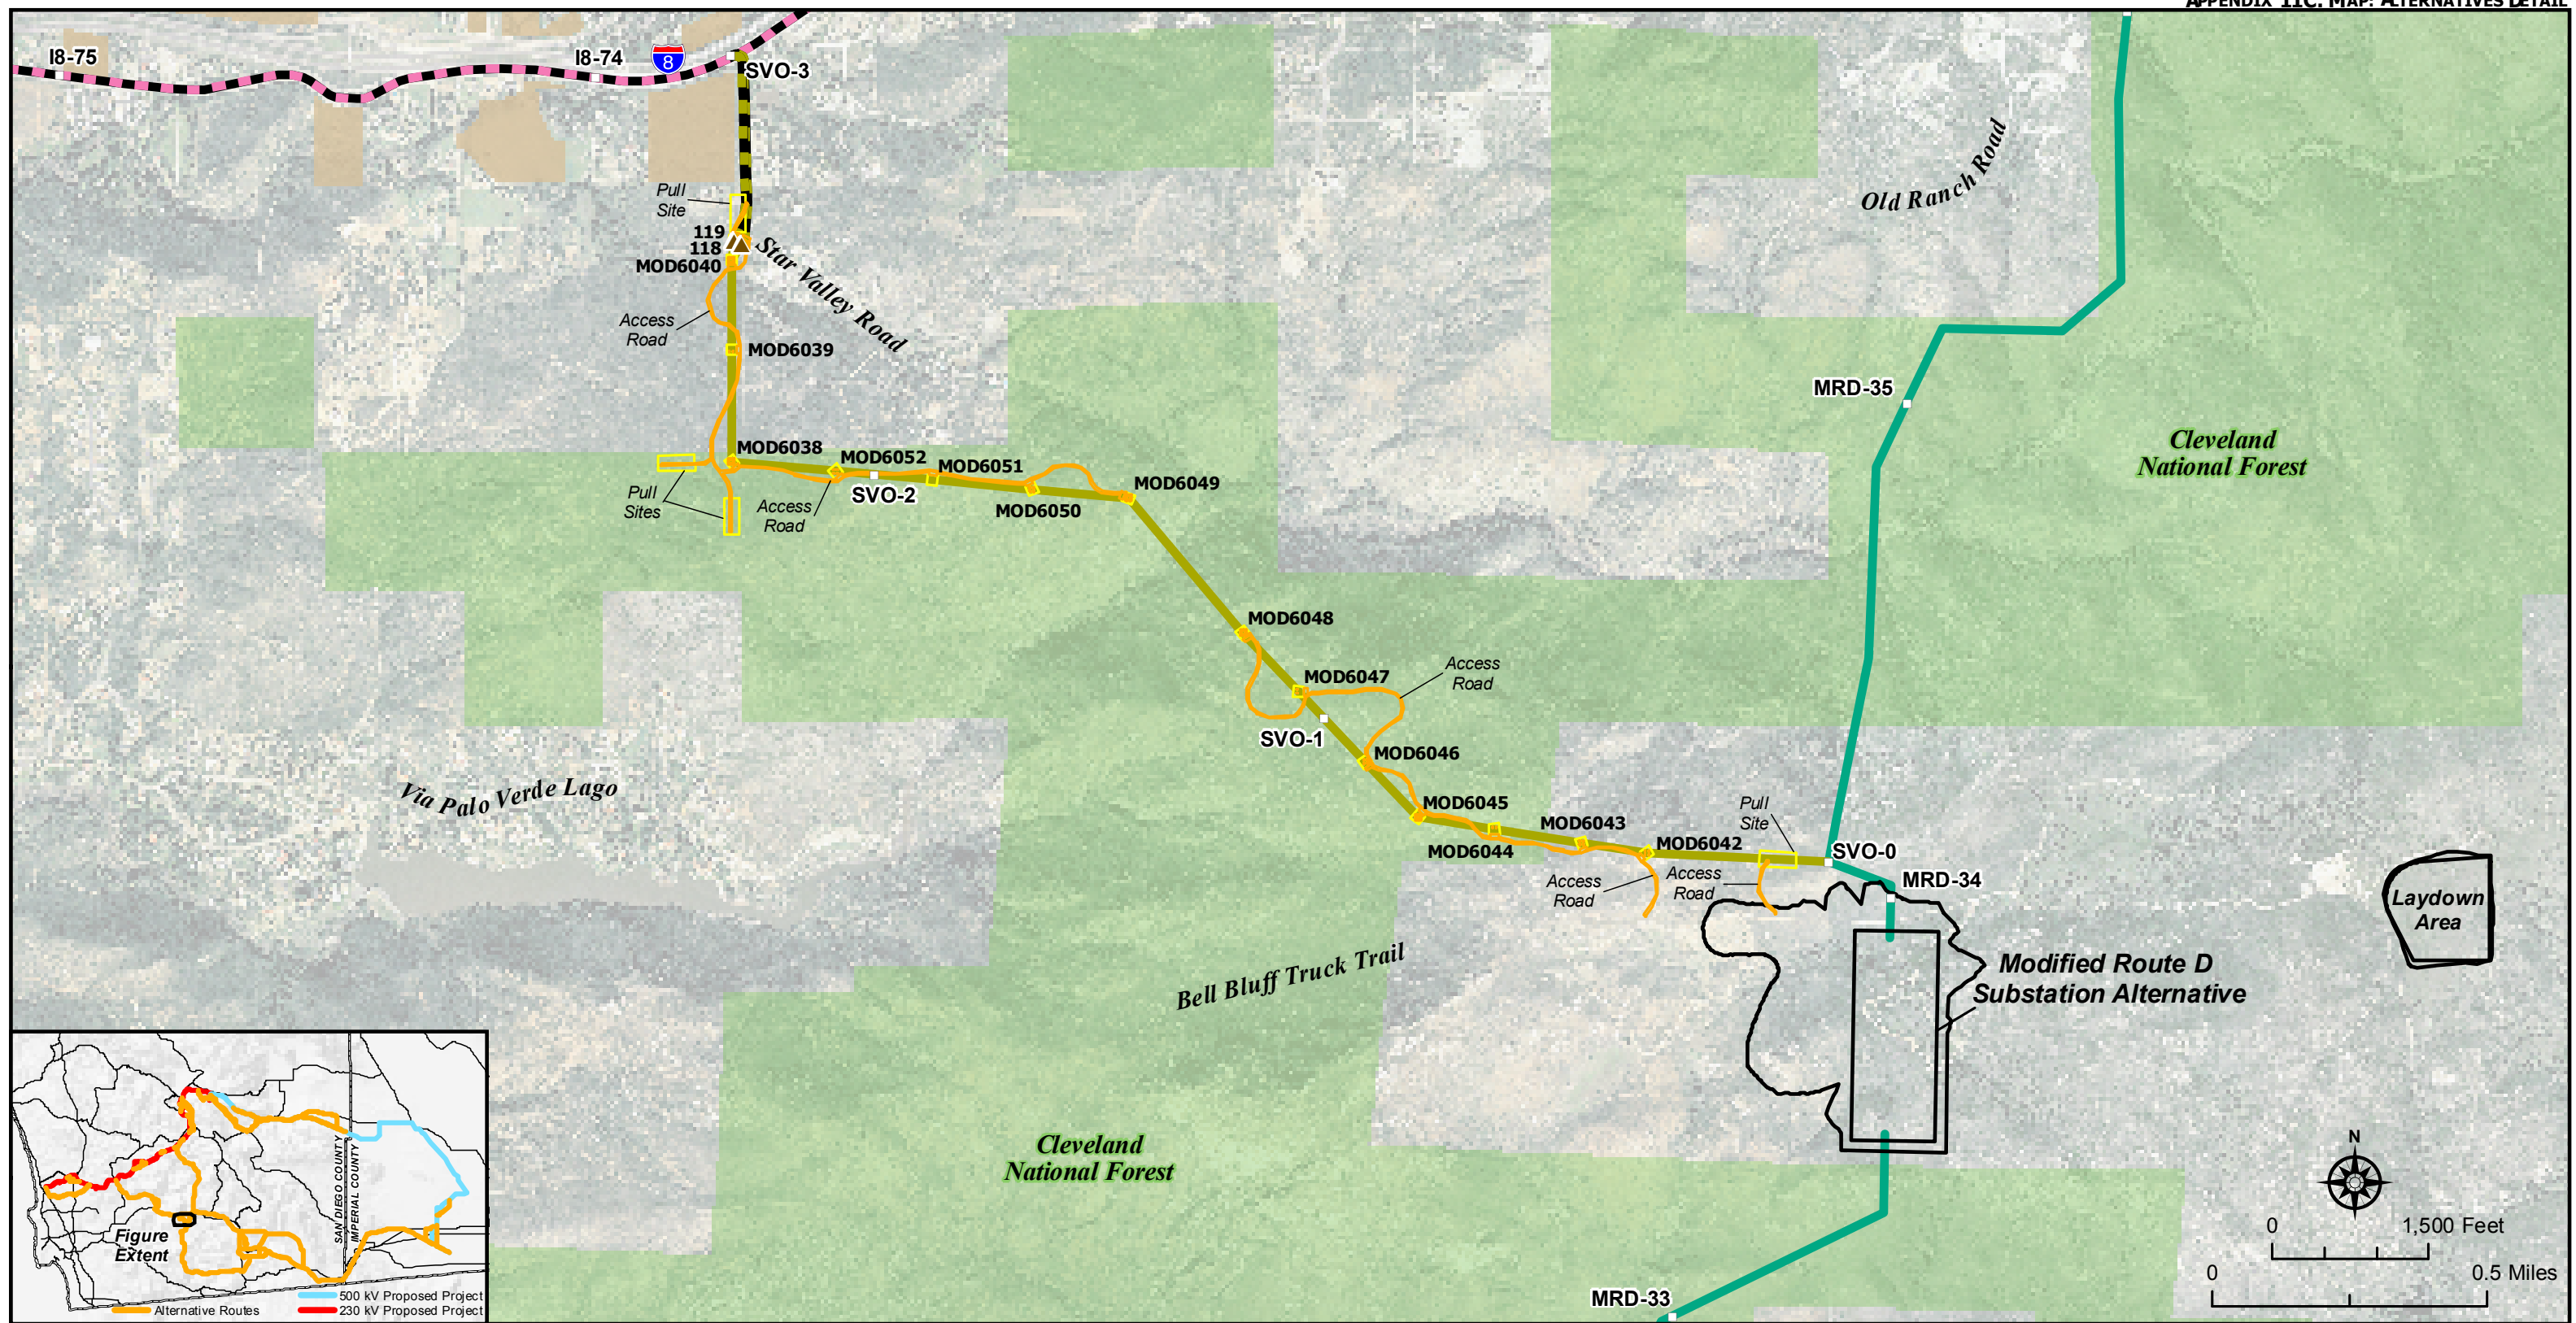 APPENDIX 11C. MAP: ALTERNATIVES DETAIL
I8-75
I8-74
8
SVO-3
Pull
Site
119
118
MOD6040
Star Valley Road
Access
Road
MOD6039
Old Ranch Road
MRD-35
Cleveland
National Forest
MOD6038
MOD6052
SVO-2
MOD6051
MOD6050
MOD6049
Pull
Sites
Access
Road
MOD6048
MOD6047
Access
Road
SVO-1
MOD6046
Via Palo Verde Lago
MOD6045
MOD6044
MOD6043
MOD6042
Pull
Site
SVO-0
Access
Road
Access
Road
MRD-34
Laydown
Area
Modified Route D
Substation Alternative
Bell Bluff Truck Trail
Cleveland
National Forest
MRD-33
N
0 1,500 Feet
0 0.5 Miles
SAN DIEGO COUNTY
IMPERIAL COUNTY
Figure
Extent
500 kV Proposed Project
Alternative Routes
230 kV Proposed Project